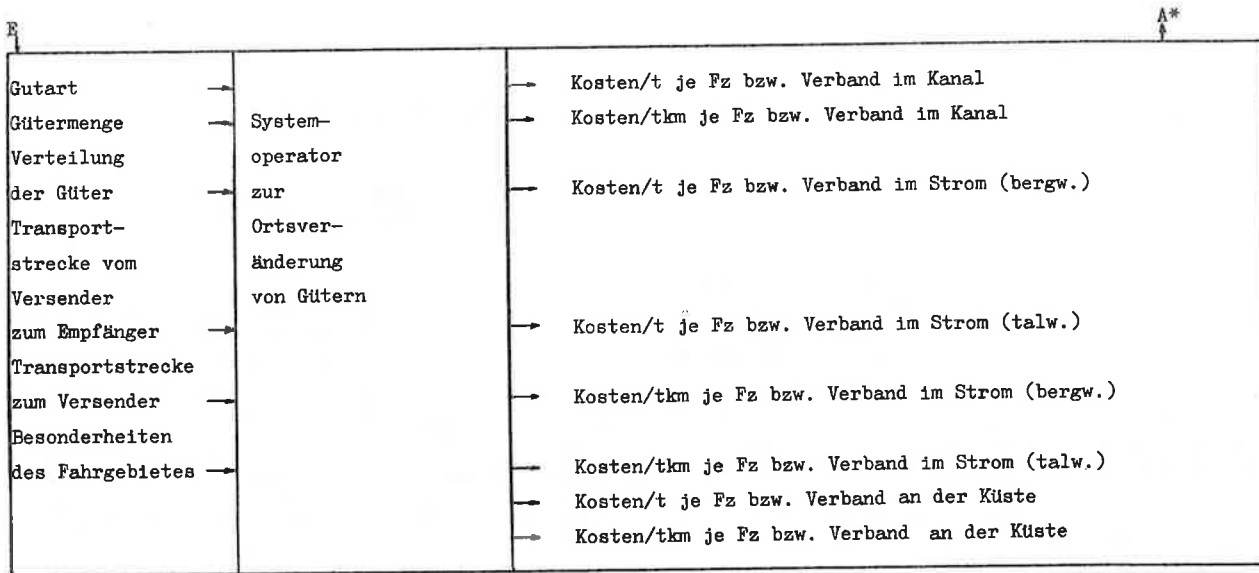 E
A*
Gutart
Gütermenge
Verteilung
der Güter
Transport-
strecke vom
Versender
zum Empfänger
Transportstrecke
zum Versender
Besonderheiten
des Fahrgebietes
System-
operator
zur
Ortsver-
änderung
von Gütern
Kosten/t je Fz bzw. Verband im Kanal
Kosten/tkm je Fz bzw. Verband im Kanal
Kosten/t je Fz bzw. Verband im Strom (bergw.)
Kosten/t je Fz bzw. Verband im Strom (talw.)
Kosten/tkm je Fz bzw. Verband im Strom (bergw.)
Kosten/tkm je Fz bzw. Verband im Strom (talw.)
Kosten/t je Fz bzw. Verband an der Küste
Kosten/tkm je Fz bzw. Verband an der Küste